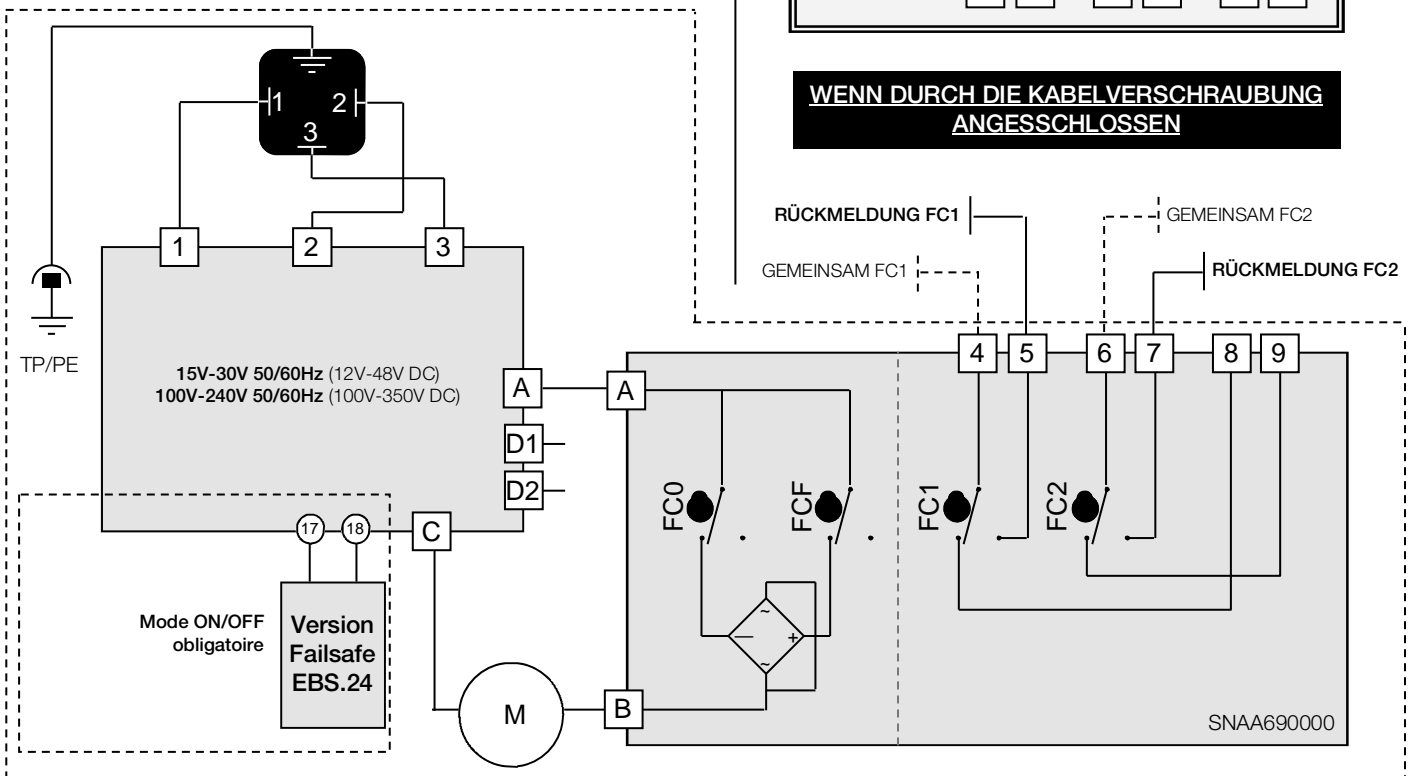 WENN DURCH DIE KABELVERSCHRAUBUNG
ANGESSCHLOSSEN
1 2
3
RÜCKMELDUNG FC1
GEMEINSAM FC2
GEMEINSAM FC1
RÜCKMELDUNG FC2
1 2 3
4 5 6 7 8 9
TP/PE
15V-30V 50/60Hz (12V-48V DC)
100V-240V 50/60Hz (100V-350V DC)
A
A
D1
D2
FC0
FCF
FC1
FC2
17 18
C
Mode ON/OFF
obligatoire
Version
Failsafe
EBS.24
~
— +
~
M
B
SNAA690000